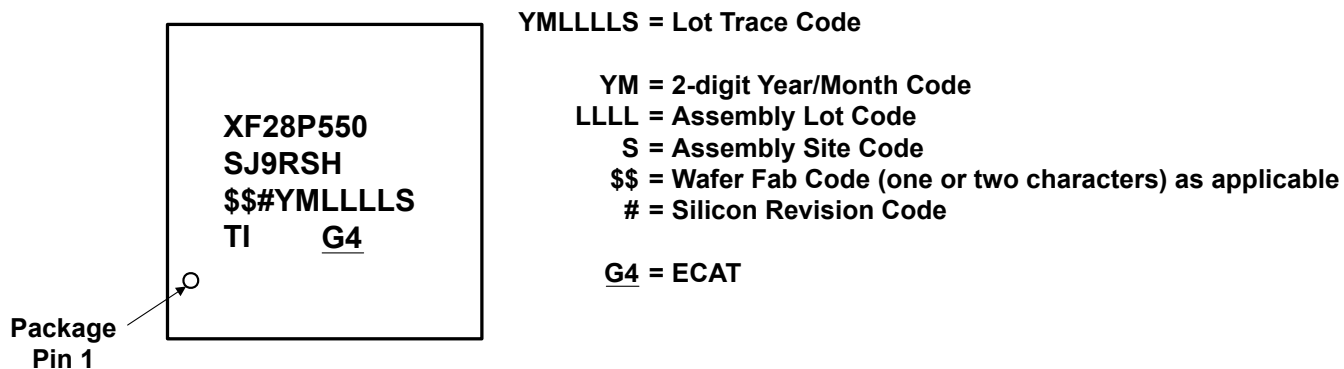 XF28P550
SJ9RSH
$$#YMLLLLS
TI G4
Package
Pin 1
YMLLLLS = Lot Trace Code
YM = 2-digit Year/Month Code
LLLL = Assembly Lot Code
S = Assembly Site Code
$$ = Wafer Fab Code (one or two characters) as applicable
# = Silicon Revision Code
G4 = ECAT